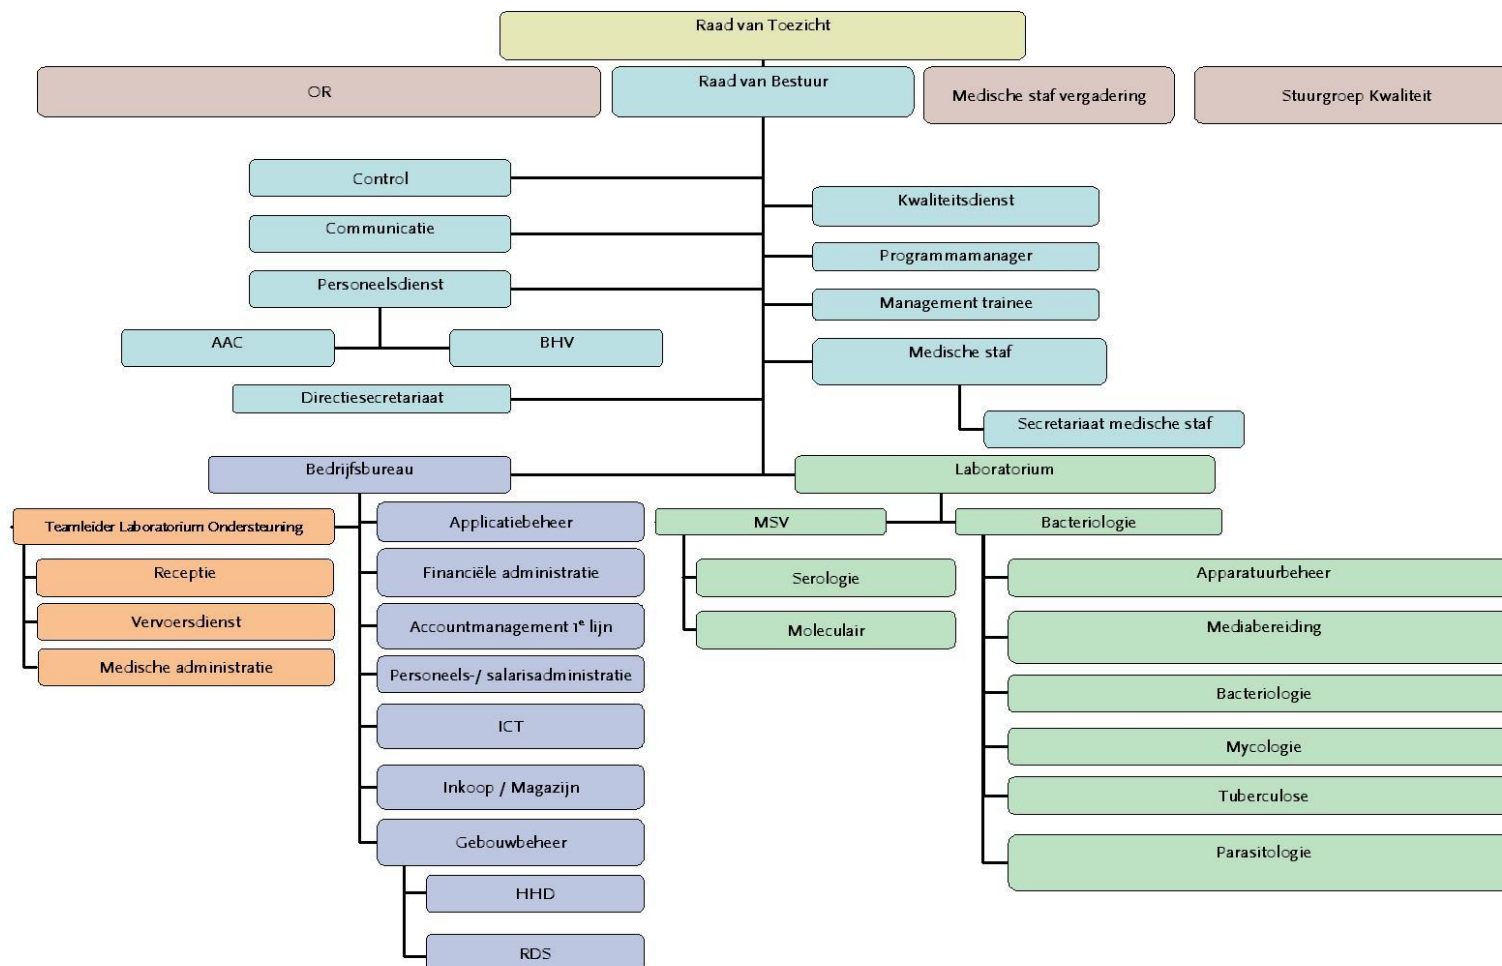 Raad van Toezicht
OR
Raad van Bestuur
Medische staf vergadering
Stuurgroep Kwaliteit
Control
Kwaliteitsdienst
Communicatie
Programmamanager
Personeelsdienst
Management trainee
AAC
BHV
Medische staf
Directiesecretariaat
Secretariaat medische staf
Bedrijfsbureau
Laboratorium
Teamleider Laboratorium Ondersteuning
Receptie
Vervoersdienst
Medische administratie
Applicatiebeheer
Financiële administratie
Accountmanagement 1e lijn
Personeels-/ salarisadministratie
ICT
Inkoop / Magazijn
Gebouwbeheer
HHD
RDS
MSV
Serologie
Moleculair
Bacteriologie
Apparatuurbeheer
Mediabereiding
Bacteriologie
Mycologie
Tuberculose
Parasitologie